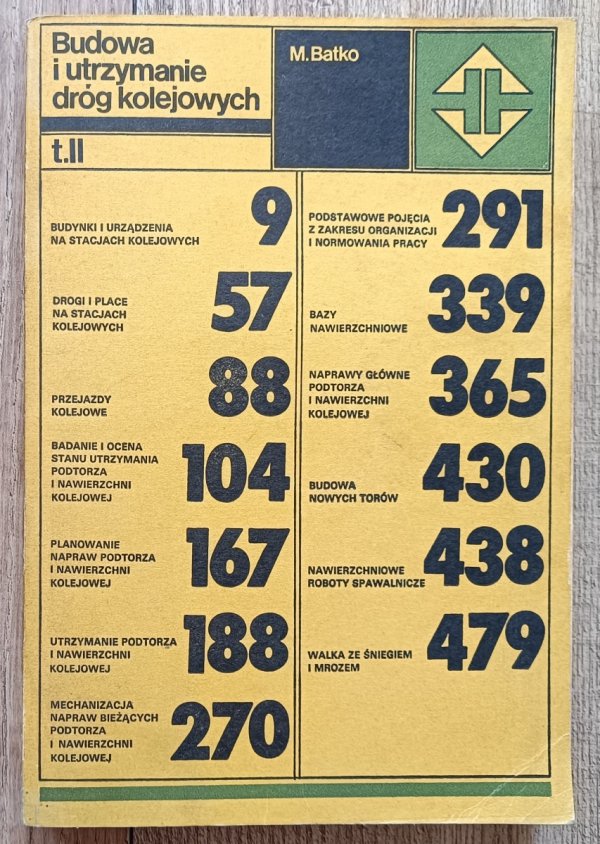 Budowa
i utrzymanie
dróg kolejowych
t.II
M.Batko
BUDYNKI I URZĄDZENIA
NA STACJACH KOLEJOWYCH
9
DROGI I PLACE
NA STACJACH
KOLEJOWYCH
57
PRZEJAZDY
KOLEJOWE
88
BADANIE I OCENA
STANU UTRZYMANIA
PODTORZA
I NAWIERZCHNI
KOLEJOWEJ
104
PLANOWANIE
NAPRAW PODTORZA
I NAWIERZCHNI
KOLEJOWEJ
167
UTRZYMANIE PODTORZA
I NAWIERZCHNI
KOLEJOWEJ
188
MECHANIZACJA
NAPRAW BIEŻĄCYCH
PODTORZA
I NAWIERZCHNI
KOLEJOWEJ
270
PODSTAWOWE POJĘCIA
Z ZAKRESU ORGANIZACJI
I NORMOWANIA PRACY
291
BAZY
NAWIERZCHNIOWE
339
NAPRAWY GŁÓWNE
PODTORZA
I NAWIERZCHNI
KOLEJOWEJ
365
BUDOWA
NOWYCH TORÓW
430
NAWIERZCHNIOWE
ROBOTY SPAWALNICZE
438
WALKA ZE ŚNIEGIEM
I MROZEM
479